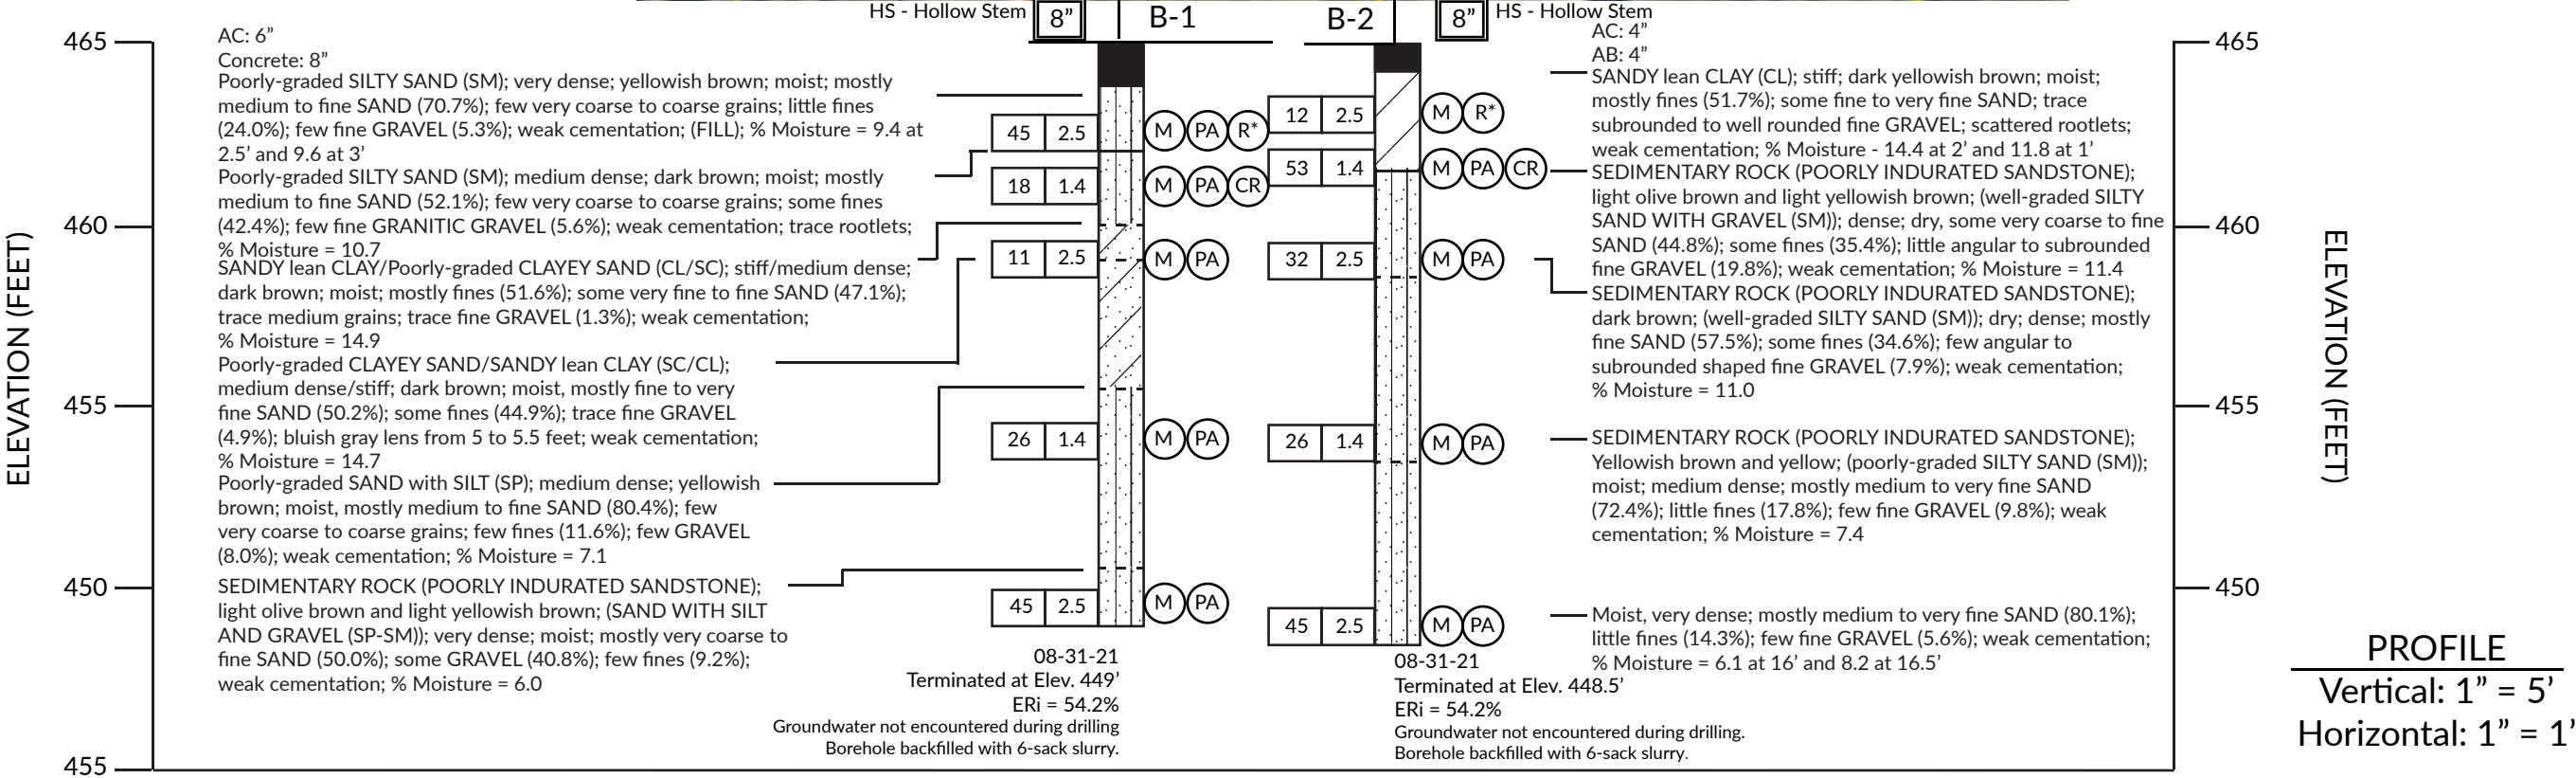 HS - Hollow Stem
8”
B-1
B-2
8”
HS - Hollow Stem
ELEVATION (FEET)
465
460
455
450
455
AC: 6”
Concrete: 8”
Poorly-graded SILTY SAND (SM); very dense; yellowish brown; moist; mostly
medium to fine SAND (70.7%); few very coarse to coarse grains; little fines
(24.0%); few fine GRAVEL (5.3%); weak cementation; (FILL); % Moisture = 9.4 at
2.5’ and 9.6 at 3’
Poorly-graded SILTY SAND (SM); medium dense; dark brown; moist; mostly
medium to fine SAND (52.1%); few very coarse to coarse grains; some fines
(42.4%); few fine GRANITIC GRAVEL (5.6%); weak cementation; trace rootlets;
% Moisture = 10.7
SANDY lean CLAY/Poorly-graded CLAYEY SAND (CL/SC); stiff/medium dense;
dark brown; moist; mostly fines (51.6%); some very fine to fine SAND (47.1%);
trace medium grains; trace fine GRAVEL (1.3%); weak cementation;
% Moisture = 14.9
Poorly-graded CLAYEY SAND/SANDY lean CLAY (SC/CL);
medium dense/stiff; dark brown; moist, mostly fine to very
fine SAND (50.2%); some fines (44.9%); trace fine GRAVEL
(4.9%); bluish gray lens from 5 to 5.5 feet; weak cementation;
% Moisture = 14.7
Poorly-graded SAND with SILT (SP); medium dense; yellowish
brown; moist, mostly medium to fine SAND (80.4%); few
very coarse to coarse grains; few fines (11.6%); few GRAVEL
(8.0%); weak cementation; % Moisture = 7.1
SEDIMENTARY ROCK (POORLY INDURATED SANDSTONE);
light olive brown and light yellowish brown; (SAND WITH SILT
AND GRAVEL (SP-SM)); very dense; moist; mostly very coarse to
fine SAND (50.0%); some GRAVEL (40.8%); few fines (9.2%);
weak cementation; % Moisture = 6.0
45 2.5 M PA R*
18 1.4 M PA CR
11 2.5 M PA
26 1.4 M PA
45 2.5 M PA
08-31-21
Terminated at Elev. 449’
ERi = 54.2%
Groundwater not encountered during drilling
Borehole backfilled with 6-sack slurry.
12 2.5 M R*
53 1.4 M PA CR
32 2.5 M PA
26 1.4 M PA
45 2.5 M PA
08-31-21
Terminated at Elev. 448.5’
ERi = 54.2%
Groundwater not encountered during drilling.
Borehole backfilled with 6-sack slurry.
AC: 4”
AB: 4”
SANDY lean CLAY (CL); stiff; dark yellowish brown; moist;
mostly fines (51.7%); some fine to very fine SAND; trace
subrounded to well rounded fine GRAVEL; scattered rootlets;
weak cementation; % Moisture - 14.4 at 2’ and 11.8 at 1’
SEDIMENTARY ROCK (POORLY INDURATED SANDSTONE);
light olive brown and light yellowish brown; (well-graded SILTY
SAND WITH GRAVEL (SM)); dense; dry, some very coarse to fine
SAND (44.8%); some fines (35.4%); little angular to subrounded
fine GRAVEL (19.8%); weak cementation; % Moisture = 11.4
SEDIMENTARY ROCK (POORLY INDURATED SANDSTONE);
dark brown; (well-graded SILTY SAND (SM)); dry; dense; mostly
fine SAND (57.5%); some fines (34.6%); few angular to
subrounded shaped fine GRAVEL (7.9%); weak cementation;
% Moisture = 11.0
SEDIMENTARY ROCK (POORLY INDURATED SANDSTONE);
Yellowish brown and yellow; (poorly-graded SILTY SAND (SM));
moist; medium dense; mostly medium to very fine SAND
(72.4%); little fines (17.8%); few fine GRAVEL (9.8%); weak
cementation; % Moisture = 7.4
Moist, very dense; mostly medium to very fine SAND (80.1%);
little fines (14.3%); few fine GRAVEL (5.6%); weak cementation;
% Moisture = 6.1 at 16’ and 8.2 at 16.5’
465
460
455
450
ELEVATION (FEET)
PROFILE
Vertical: 1” = 5’
Horizontal: 1” = 1’